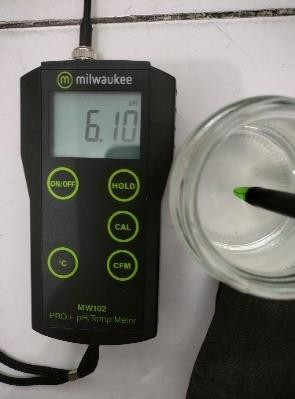 m milwaukee
pH
6.10
ON/OFF
HOLD
CAL
°C
CFM
MW102
PRO+ pH/Temp Meter